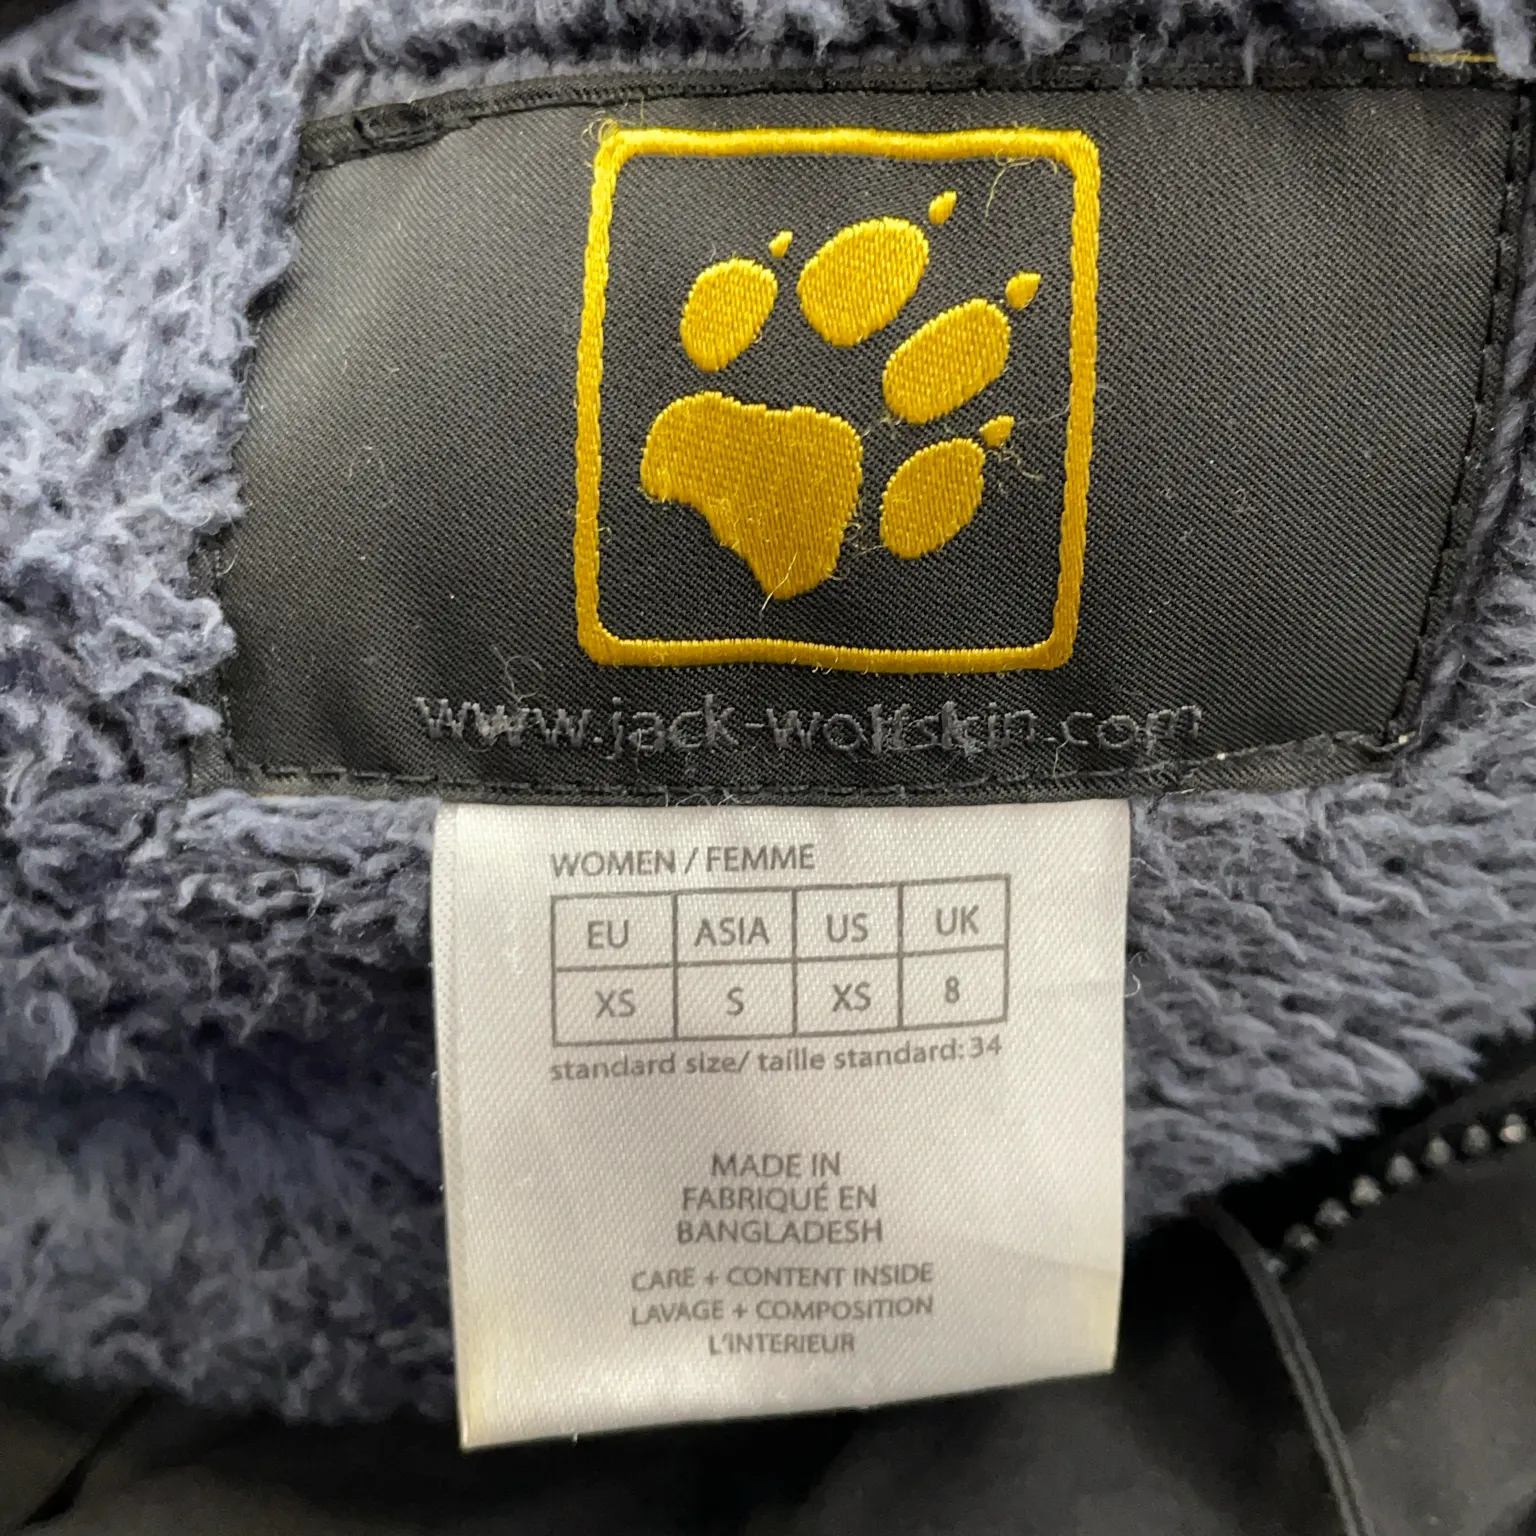 www.jack-wolfskin.com
WOMEN / FEMME
EU ASIA US UK
XS S XS 8
standard size/ taille standard: 34
MADE IN
FABRIQUÉ EN
BANGLADESH
CARE + CONTENT INSIDE
LAVAGE + COMPOSITION
L'INTERIEUR